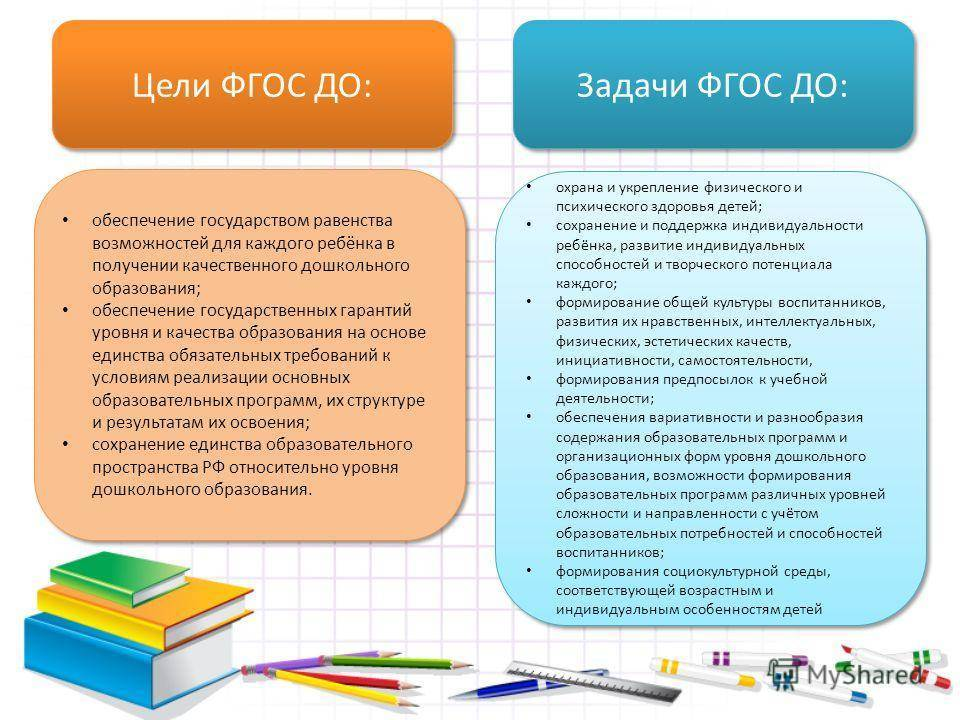 Цели ФГОС ДО:
Задачи ФГОС ДО:
• обеспечение государством равенства
возможностей для каждого ребёнка в
получении качественного дошкольного
образования;
• обеспечение государственных гарантий
уровня и качества образования на основе
единства обязательных требований к
условиям реализации основных
образовательных программ, их структуре
и результатам их освоения;
• сохранение единства образовательного
пространства РФ относительно уровня
дошкольного образования.
• охрана и укрепление физического и
психического здоровья детей;
• сохранение и поддержка индивидуальности
ребёнка, развитие индивидуальных
способностей и творческого потенциала
каждого;
• формирование общей культуры воспитанников,
развития их нравственных, интеллектуальных,
физических, эстетических качеств,
инициативности, самостоятельности,
• формирования предпосылок к учебной
деятельности;
• обеспечения вариативности и разнообразия
содержания образовательных программ и
организационных форм уровня дошкольного
образования, возможности формирования
образовательных программ различных уровней
сложности и направленности с учётом
образовательных потребностей и способностей
воспитанников;
• формирования социокультурной среды,
соответствующей возрастным и
индивидуальным особенностям детей
MyShared